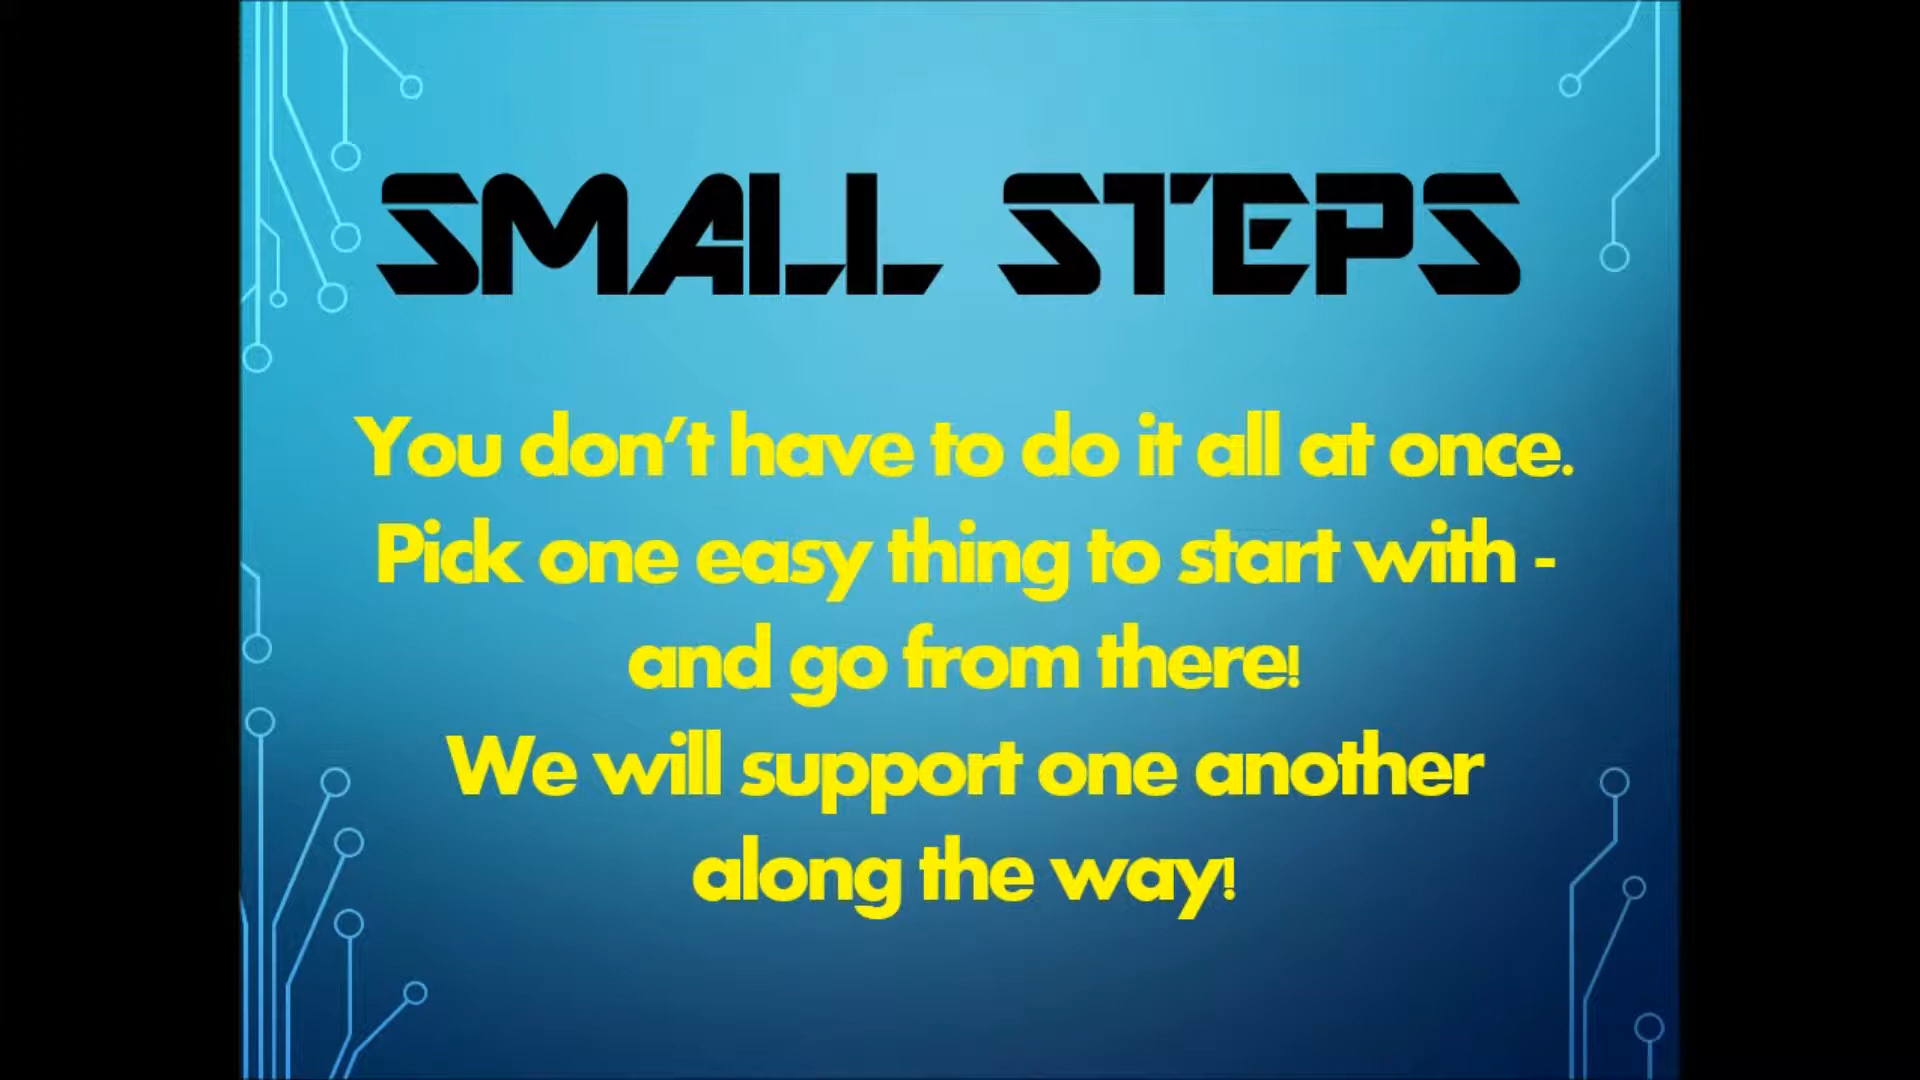 SMALL STEPS
You don't have to do it all at once.
Pick one easy thing to start with -
and go from there!
We will support one another
along the way!